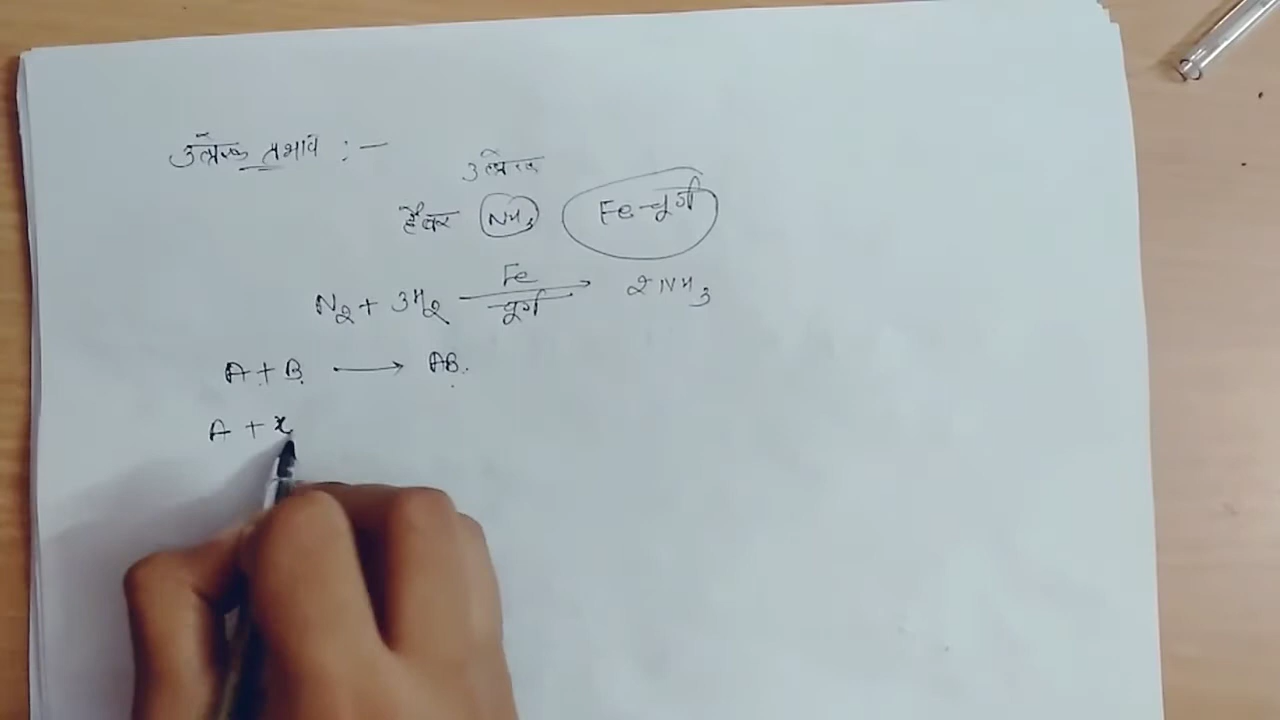 उत्प्रेरक प्रभाव :-
उत्प्रेरक
हैबर NH3 Fe-चूर्ण
N2 + 3H2 Fe चूर्ण → 2NH3
A + B → AB.
A + x